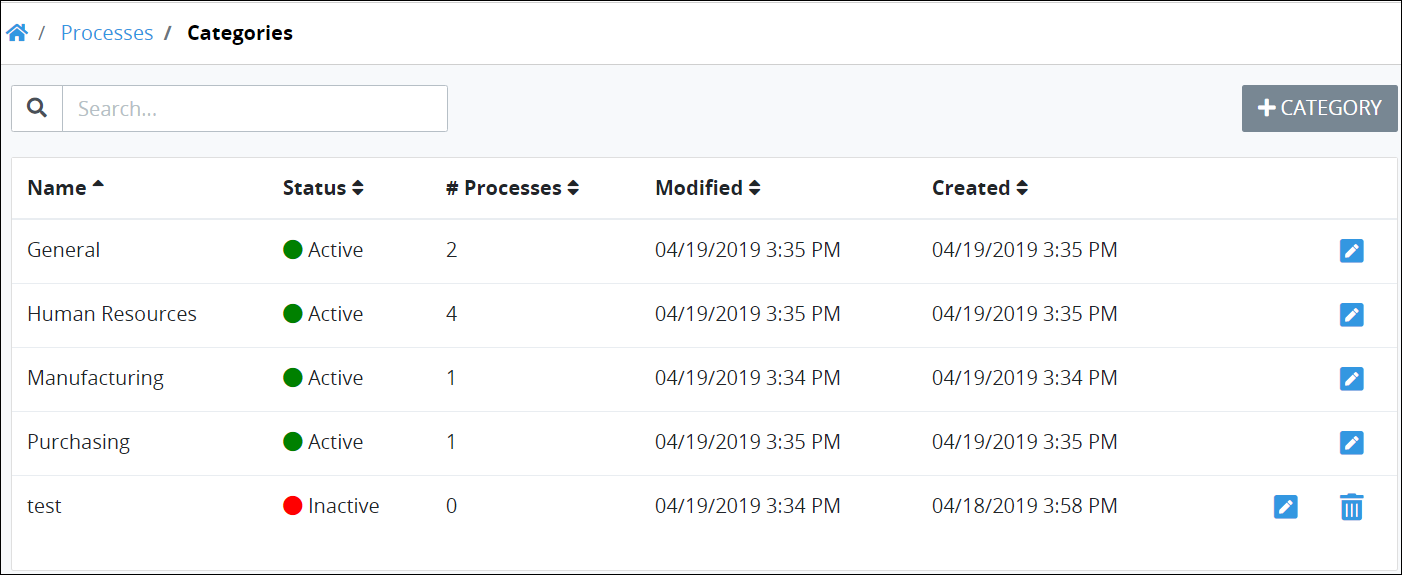 / Processes / Categories
Search...
CATEGORY
Name Status # Processes Modified Created
General Active 2 04/19/2019 3:35 PM 04/19/2019 3:35 PM
Human Resources Active 4 04/19/2019 3:35 PM 04/19/2019 3:35 PM
Manufacturing Active 1 04/19/2019 3:34 PM 04/19/2019 3:34 PM
Purchasing Active 1 04/19/2019 3:35 PM 04/19/2019 3:35 PM
test Inactive 0 04/19/2019 3:34 PM 04/18/2019 3:58 PM